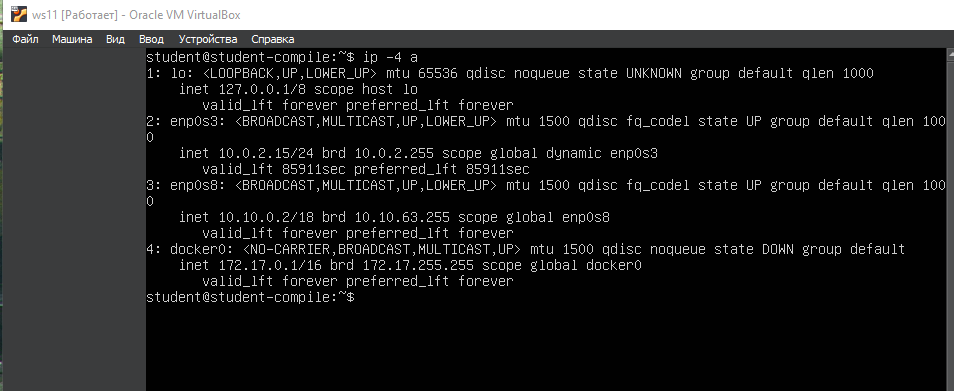 ws11 [Работает] - Oracle VM VirtualBox
Файл Машина Вид Ввод Устройства Справка
student@student-compile:~$ ip -4 a
1: lo: <LOOPBACK,UP,LOWER_UP> mtu 65536 qdisc noqueue state UNKNOWN group default qlen 1000
    inet 127.0.0.1/8 scope host lo
       valid_lft forever preferred_lft forever
2: enp0s3: <BROADCAST,MULTICAST,UP,LOWER_UP> mtu 1500 qdisc fq_codel state UP group default qlen 100
0
    inet 10.0.2.15/24 brd 10.0.2.255 scope global dynamic enp0s3
       valid_lft 85911sec preferred_lft 85911sec
3: enp0s8: <BROADCAST,MULTICAST,UP,LOWER_UP> mtu 1500 qdisc fq_codel state UP group default qlen 100
0
    inet 10.10.0.2/18 brd 10.10.63.255 scope global enp0s8
       valid_lft forever preferred_lft forever
4: docker0: <NO-CARRIER,BROADCAST,MULTICAST,UP> mtu 1500 qdisc noqueue state DOWN group default
    inet 172.17.0.1/16 brd 172.17.255.255 scope global docker0
       valid_lft forever preferred_lft forever
student@student-compile:~$